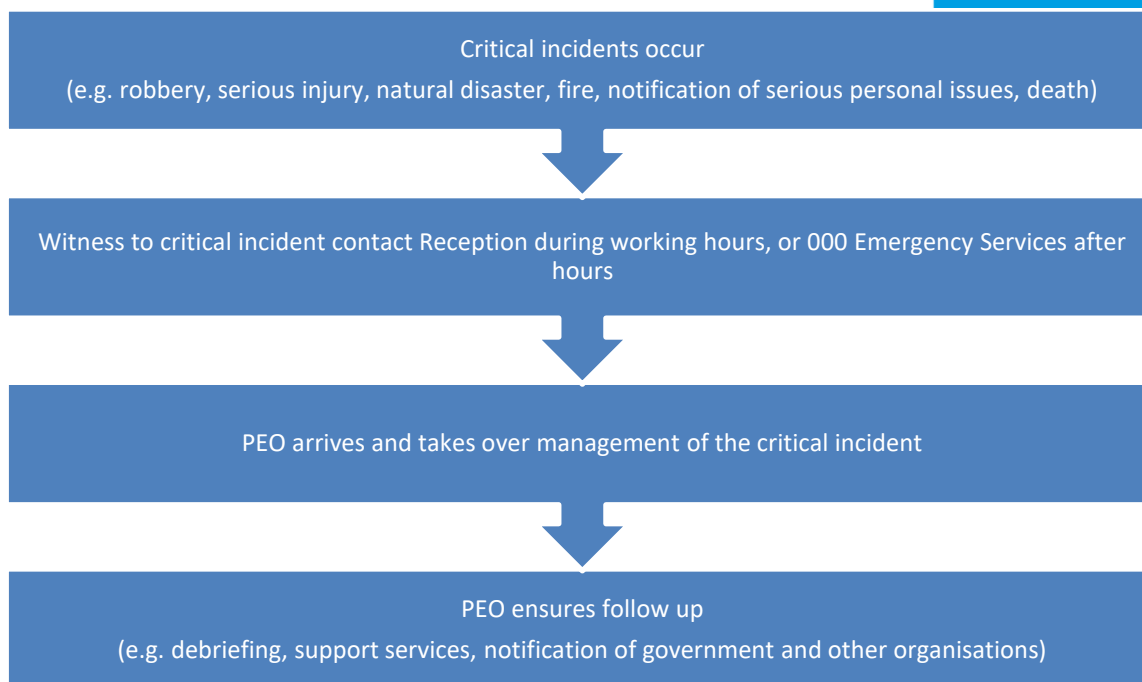 Critical incidents occur
(e.g. robbery, serious injury, natural disaster, fire, notification of serious personal issues, death)
Witness to critical incident contact Reception during working hours, or 000 Emergency Services after
hours
PEO arrives and takes over management of the critical incident
PEO ensures follow up
(e.g. debriefing, support services, notification of government and other organisations)